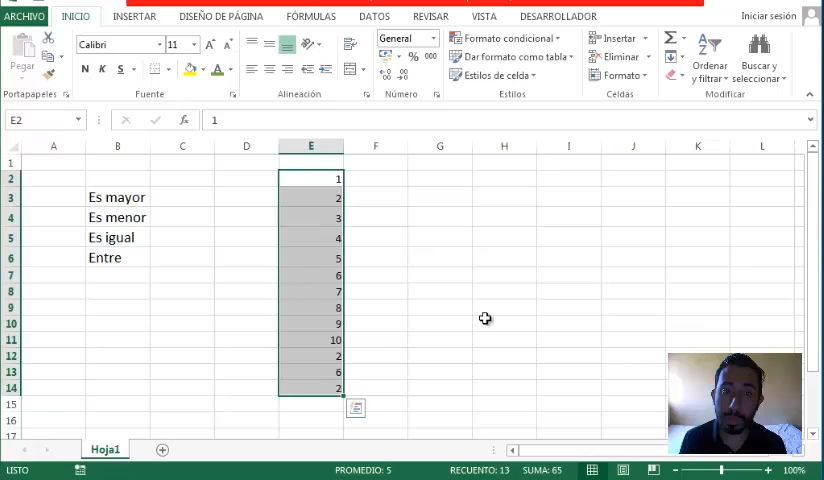 ARCHIVO INICIO INSERTAR DISEÑO DE PÁGINA FÓRMULAS DATOS REVISAR VISTA DESARROLLADOR Iniciar sesión
Calibri 11 General Formato condicional Insertar
Pegar N K S % 000 Dar formato como tabla Eliminar Ordenar y filtrar Buscar y seleccionar
Estilos de celda Formato
Portapapeles Fuente Alineación Número Estilos Celdas Modificar
E2 fx 1
A B C D E F G H I J K L
1
2 1
3 Es mayor 2
4 Es menor 3
5 Es igual 4
6 Entre 5
7 6
8 7
9 8
10 9
11 10
12 2
13 6
14 2
15
16
17
Hoja1
LISTO PROMEDIO: 5 RECUENTO: 13 SUMA: 65 100%